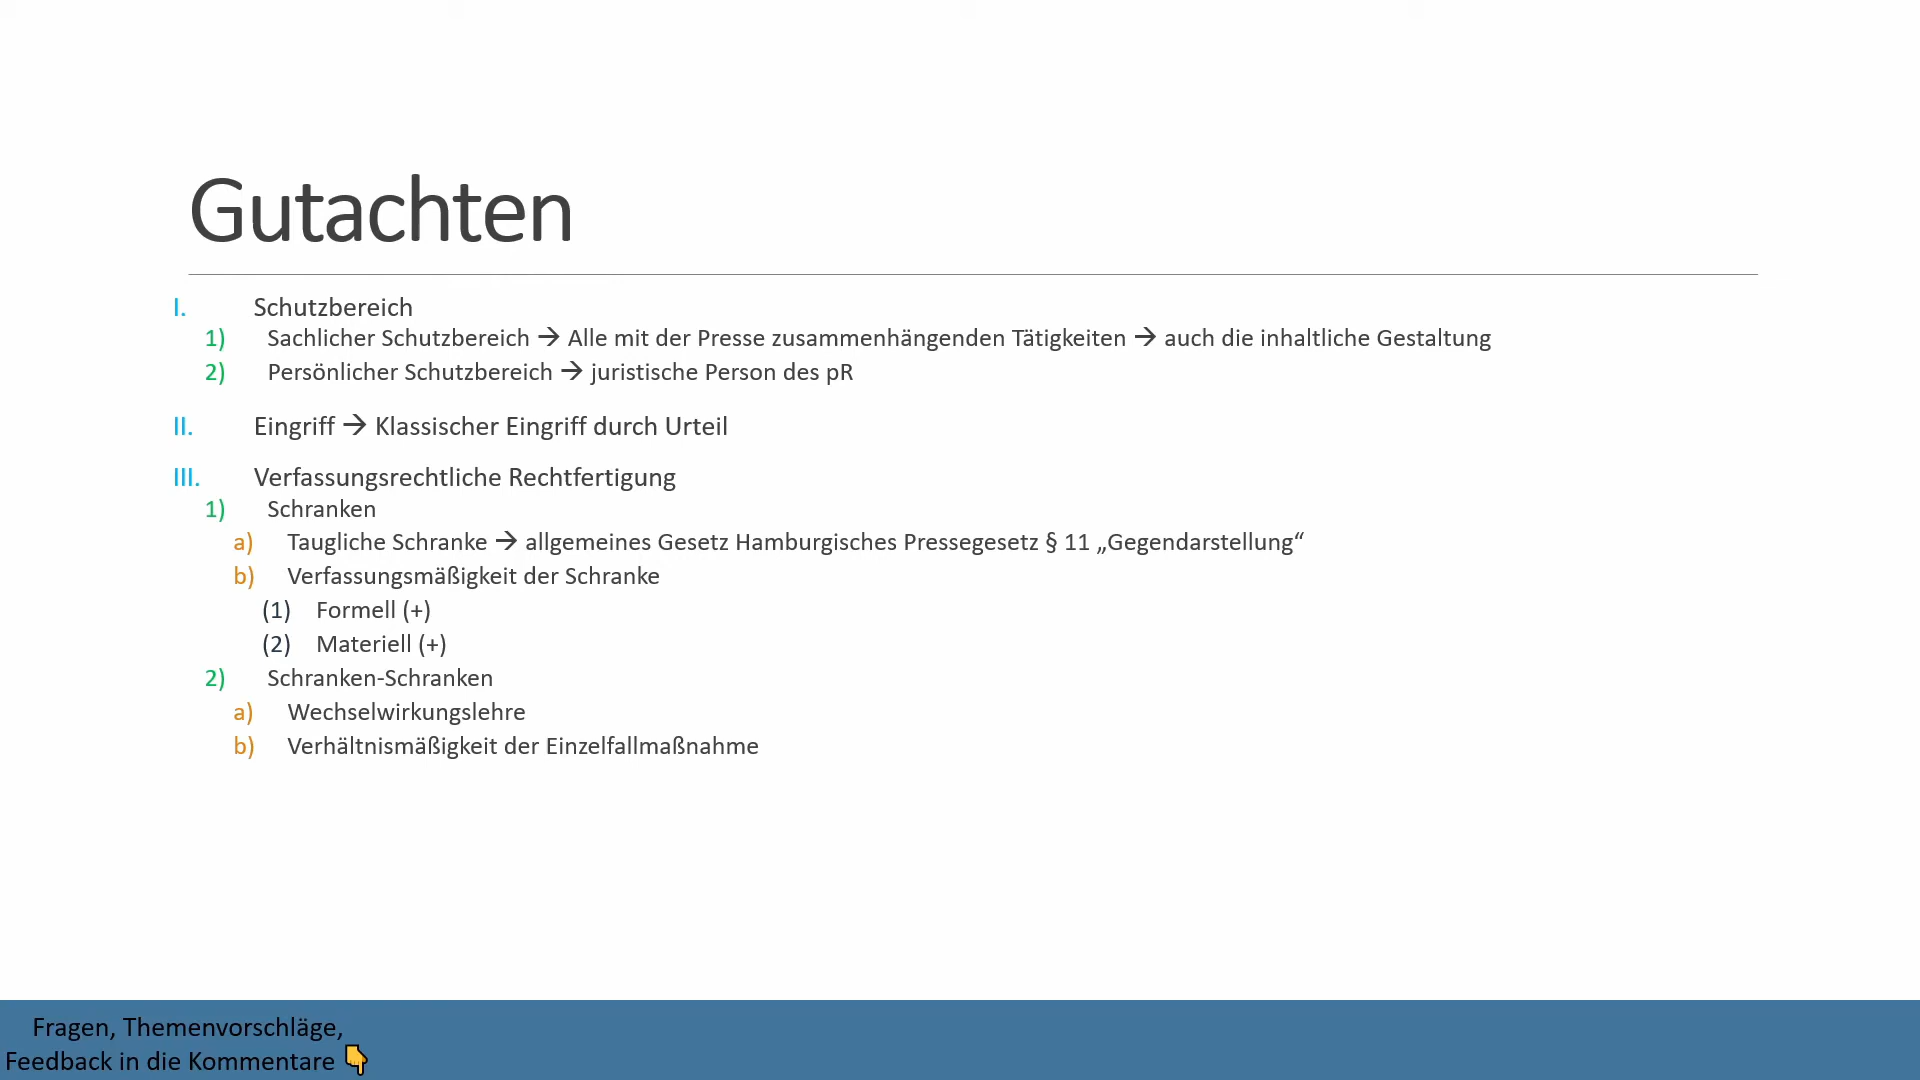 Gutachten
I. Schutzbereich
1) Sachlicher Schutzbereich → Alle mit der Presse zusammenhängenden Tätigkeiten → auch die inhaltliche Gestaltung
2) Persönlicher Schutzbereich → juristische Person des pR
II. Eingriff → Klassischer Eingriff durch Urteil
III. Verfassungsrechtliche Rechtfertigung
1) Schranken
a) Taugliche Schranke → allgemeines Gesetz Hamburgisches Pressegesetz § 11 „Gegendarstellung“
b) Verfassungsmäßigkeit der Schranke
(1) Formell (+)
(2) Materiell (+)
2) Schranken-Schranken
a) Wechselwirkungslehre
b) Verhältnismäßigkeit der Einzelfallmaßnahme
Fragen, Themenvorschläge,
Feedback in die Kommentare 👇